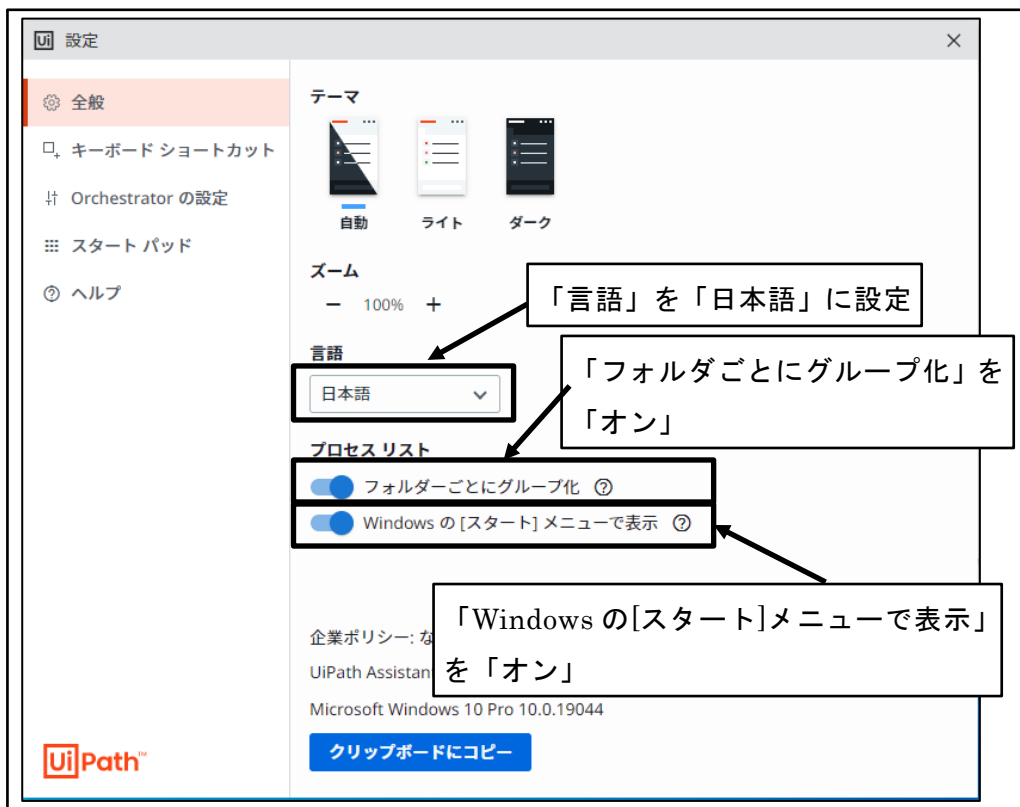 Ui 設定
全般
キーボード ショートカット
Orchestrator の設定
スタート パッド
ヘルプ
テーマ
自動 ライト ダーク
ズーム
100%
「言語」を「日本語」に設定
言語
日本語
「フォルダごとにグループ化」を
「オン」
プロセス リスト
フォルダーごとにグループ化
Windows の [スタート] メニューで表示
「Windows の[スタート]メニューで表示」
を「オン」
企業ポリシー: な
UiPath Assistan
Microsoft Windows 10 Pro 10.0.19044
クリップボードにコピー
UiPath™